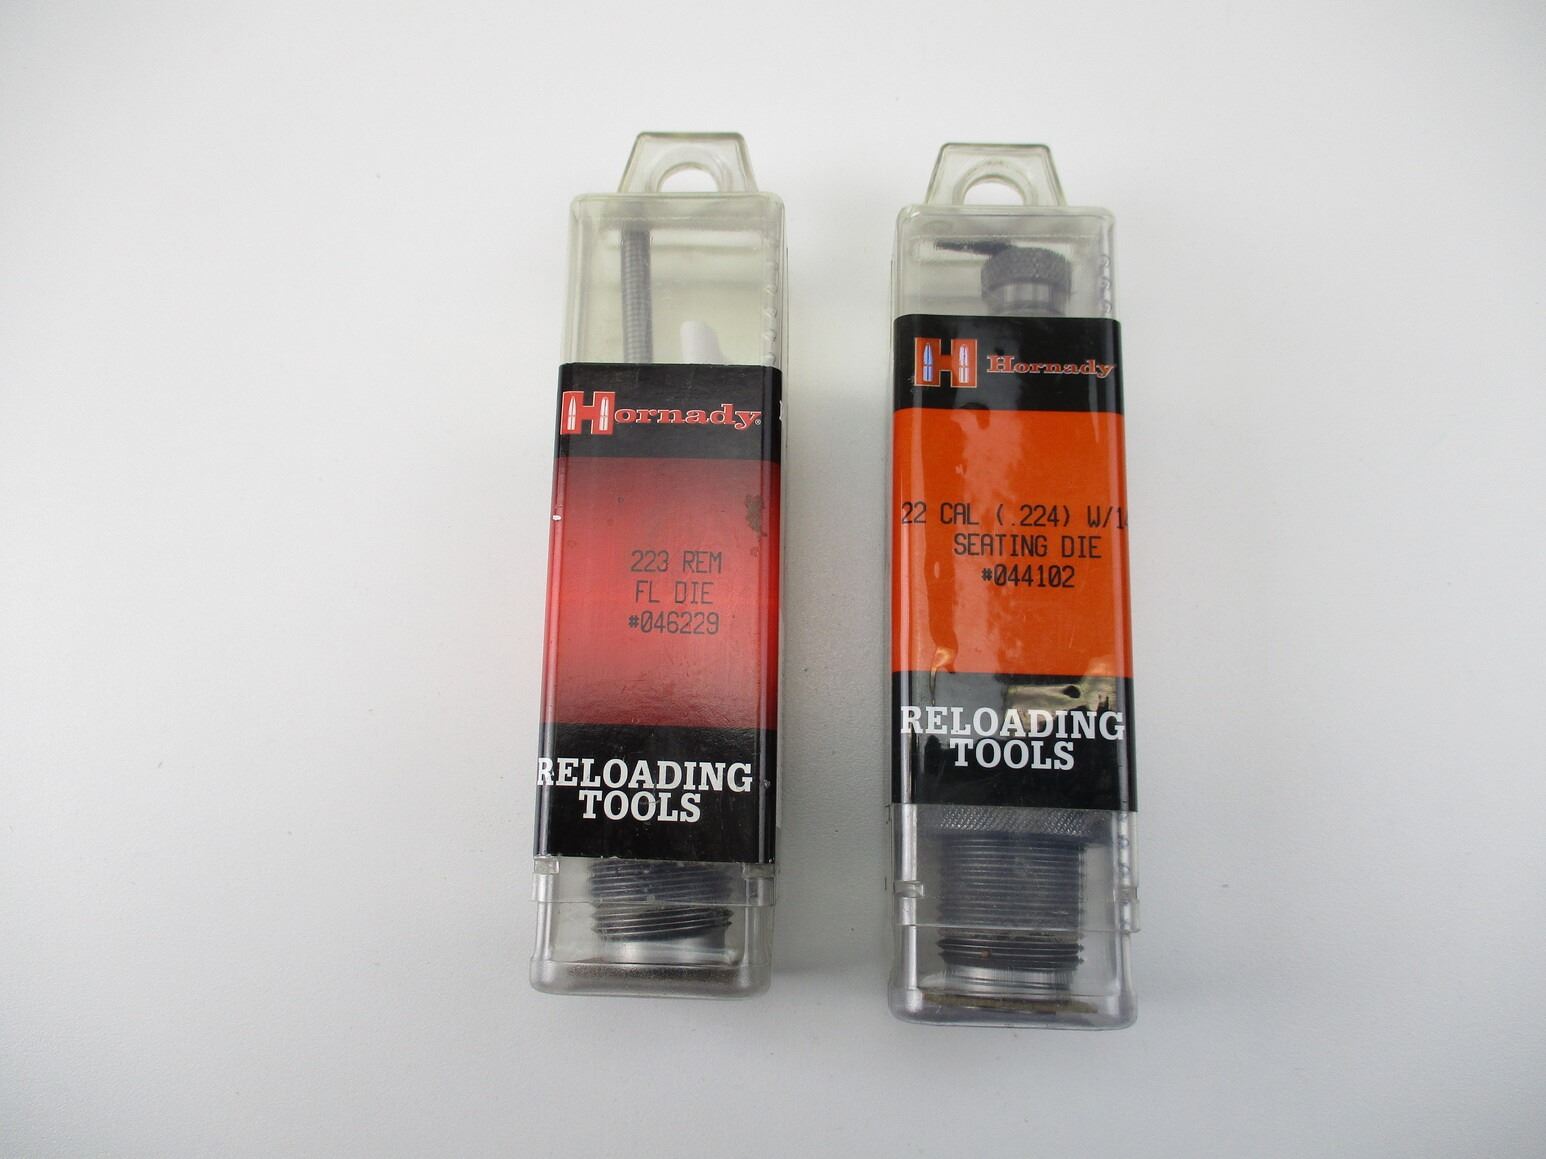 Hornady®
223 REM
FL DIE
#046229
RELOADING
TOOLS
H Hornady
22 CAL (.224) W/1
SEATING DIE
#044102
RELOADING
TOOLS